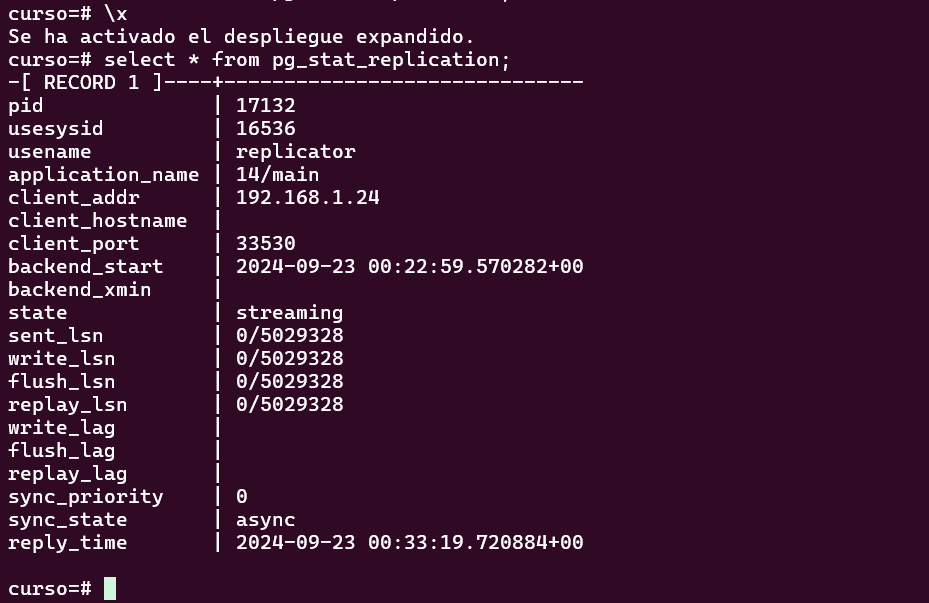 curso=# \x
Se ha activado el despliegue expandido.
curso=# select * from pg_stat_replication;
-[ RECORD 1 ]----+------------------------------
pid              | 17132
usesysid         | 16536
usename          | replicator
application_name | 14/main
client_addr      | 192.168.1.24
client_hostname  |
client_port      | 33530
backend_start    | 2024-09-23 00:22:59.570282+00
backend_xmin     |
state            | streaming
sent_lsn         | 0/5029328
write_lsn        | 0/5029328
flush_lsn        | 0/5029328
replay_lsn       | 0/5029328
write_lag        |
flush_lag        |
replay_lag       |
sync_priority    | 0
sync_state       | async
reply_time       | 2024-09-23 00:33:19.720884+00
curso=#